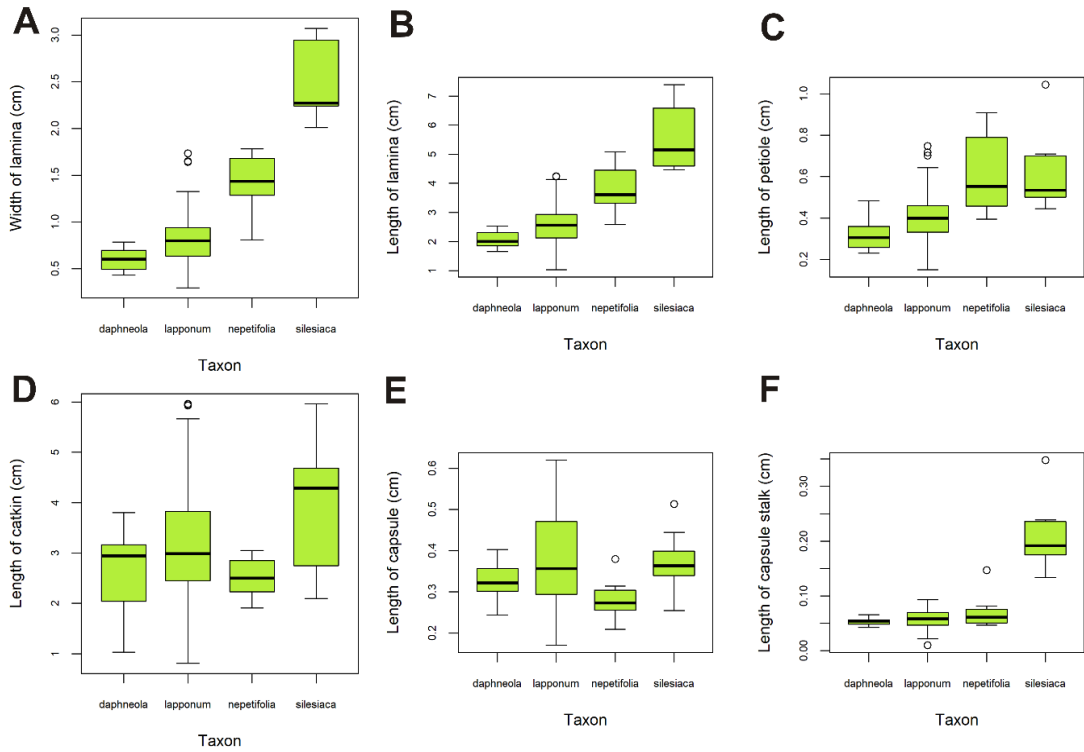 A
Width of lamina (cm)
3.0
2.5
2.0
1.5
1.0
0.5
daphneola lapponum nepetifolia silesiaca
Taxon
B
Length of lamina (cm)
7
6
5
4
3
2
1
daphneola lapponum nepetifolia silesiaca
Taxon
C
Length of petiole (cm)
1.0
0.8
0.6
0.4
0.2
daphneola lapponum nepetifolia silesiaca
Taxon
D
Length of catkin (cm)
6
5
4
3
2
1
daphneola lapponum nepetifolia silesiaca
Taxon
E
Length of capsule (cm)
0.6
0.5
0.4
0.3
0.2
daphneola lapponum nepetifolia silesiaca
Taxon
F
Length of capsule stalk (cm)
0.30
0.20
0.10
0.00
daphneola lapponum nepetifolia silesiaca
Taxon